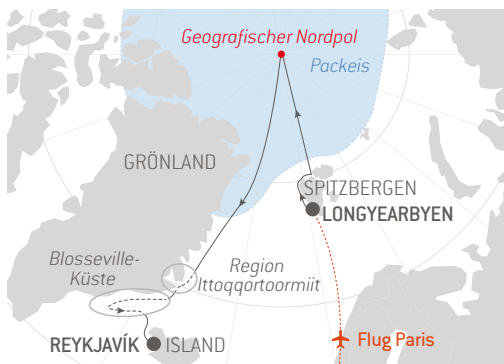 Geografischer Nordpol
Packeis
GRÖNLAND
SPITZBERGEN
LONGYEARBYEN
Blosseville-
Küste
Region
Ittoqqortoormiit
REYKJAVÍK
ISLAND
Flug Paris